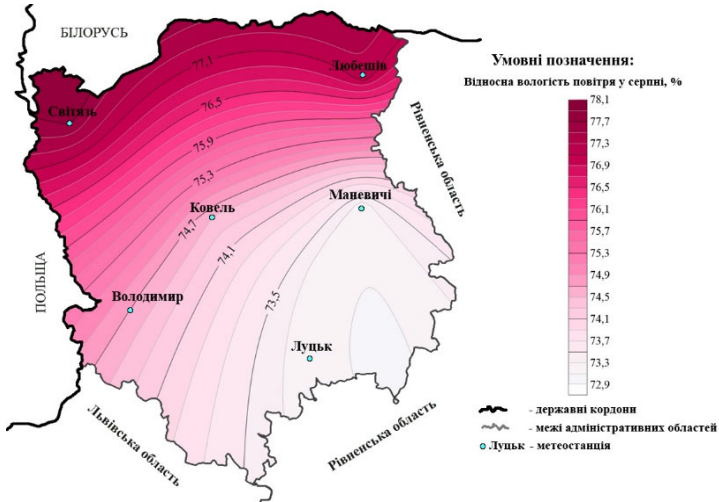 БІЛОРУСЬ
77,1
Любешів
Світязь
76,5
75,9
75,3
Рівненська область
Маневичі
Ковель
74,7
74,1
ПОЛЬЩА
Володимир
73,5
Луцьк
Львівська область
Рівненська область
Умовні позначення:
Відносна вологість повітря у серпні, %
78,1
77,7
77,3
76,9
76,5
76,1
75,7
75,3
74,9
74,5
74,1
73,7
73,3
72,9
- державні кордони
- межі адміністративних областей
Луцьк - метеостанція